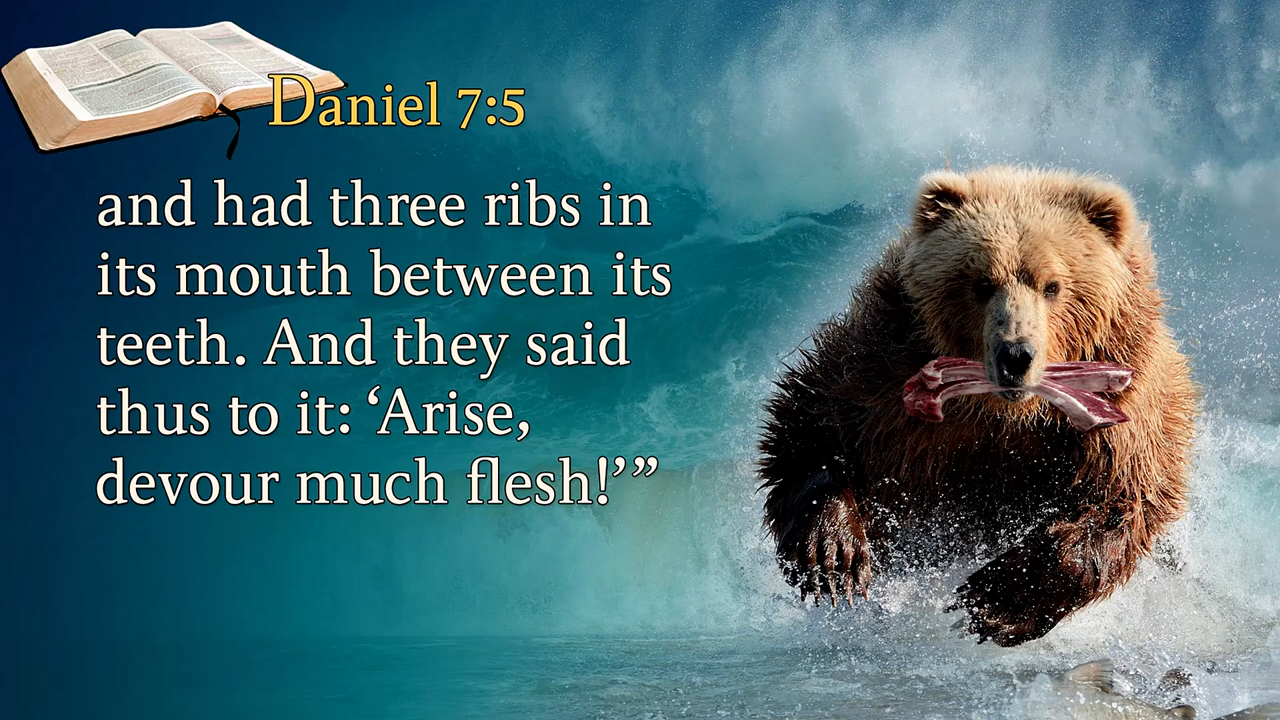 Daniel 7:5
and had three ribs in
its mouth between its
teeth. And they said
thus to it: ‘Arise,
devour much flesh!’”